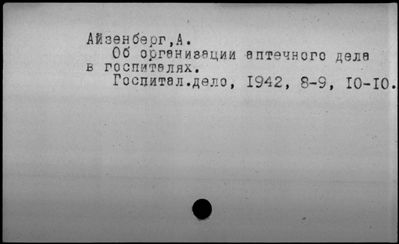 Айзенберг,А.
Об организации аптечного дела
в госпиталях.
Госпитал.дело, 1942, 8-9, 10-10.